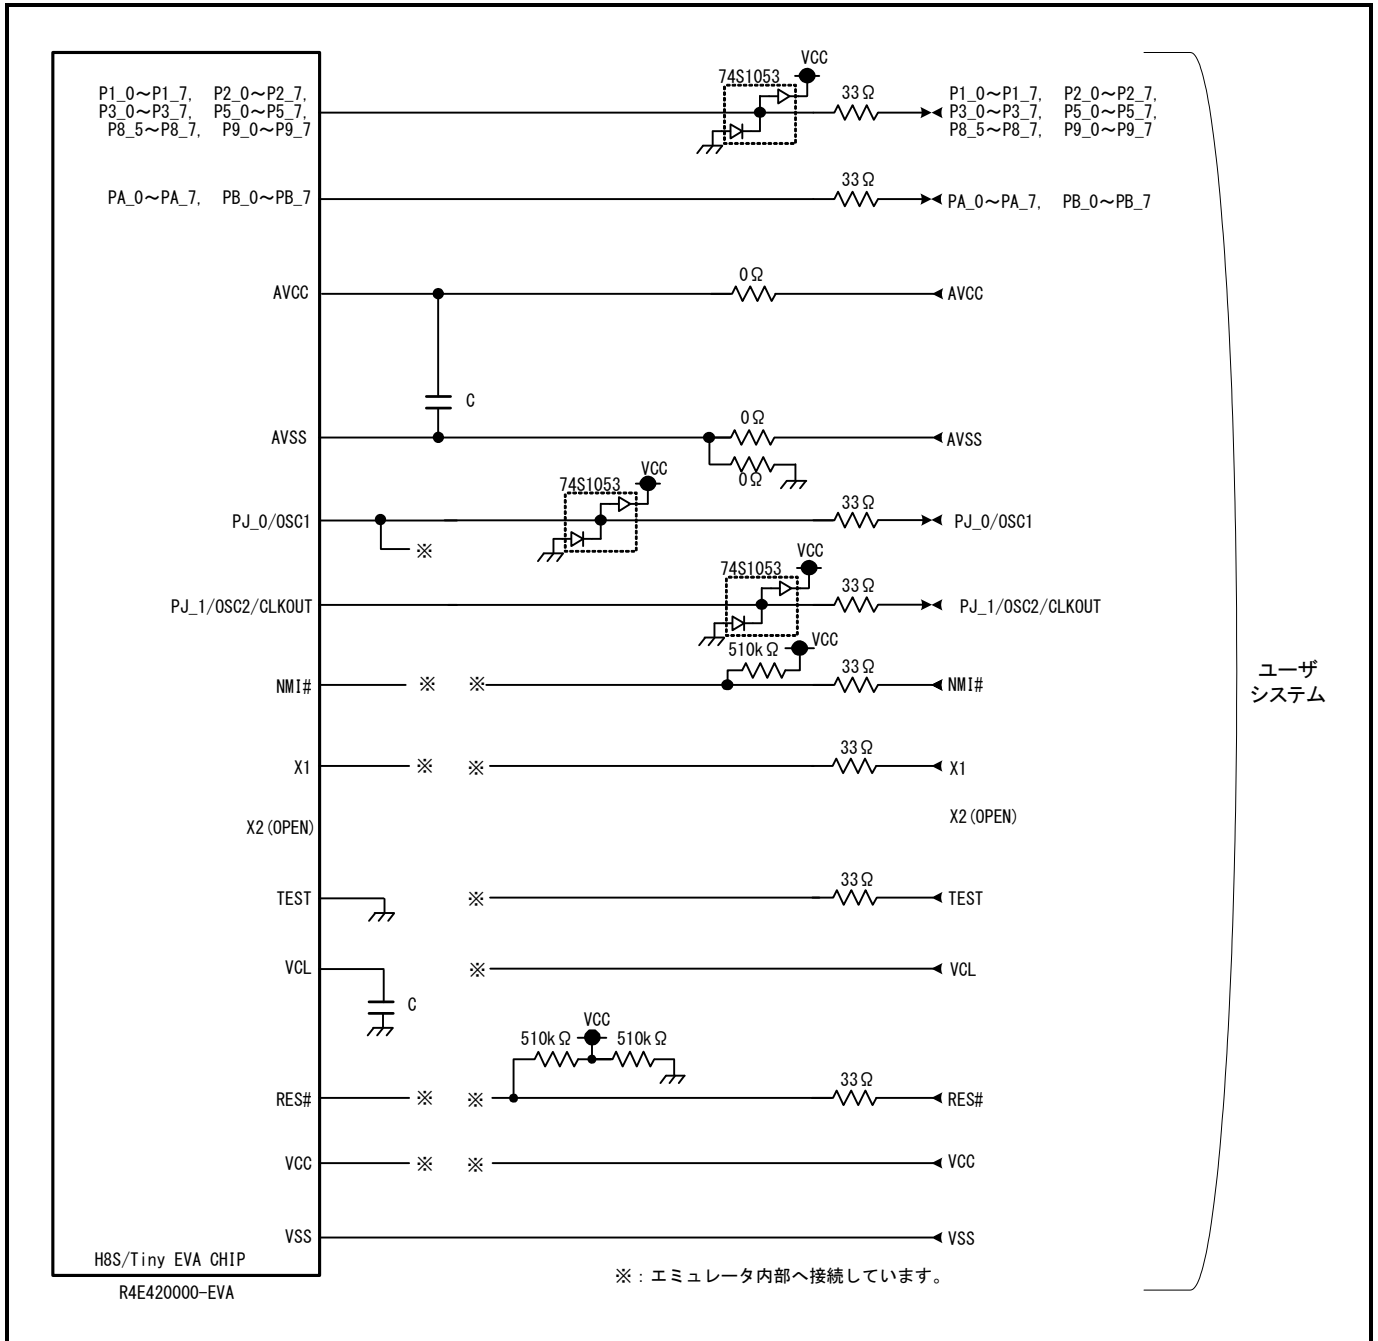 VCC
74S1053
P1_0～P1_7,　P2_0～P2_7,
P3_0～P3_7,　P5_0～P5_7,
P8_5～P8_7,　P9_0～P9_7
33Ω
P1_0～P1_7,　P2_0～P2_7,
P3_0～P3_7,　P5_0～P5_7,
P8_5～P8_7,　P9_0～P9_7
33Ω
PA_0～PA_7,　PB_0～PB_7
PA_0～PA_7,　PB_0～PB_7
0Ω
AVCC
AVCC
C
0Ω
AVSS
AVSS
0Ω
VCC
74S1053
33Ω
PJ_0/OSC1
※
PJ_0/OSC1
VCC
74S1053
33Ω
PJ_1/OSC2/CLKOUT
PJ_1/OSC2/CLKOUT
510kΩ
VCC
33Ω
NMI#
※
※
NMI#
ユーザ
システム
33Ω
X1
※
※
X1
X2(OPEN)
X2(OPEN)
33Ω
TEST
※
TEST
VCL
※
VCL
C
VCC
510kΩ
510kΩ
33Ω
RES#
※
※
RES#
VCC
※
※
VCC
VSS
VSS
H8S/Tiny EVA CHIP
※：エミュレータ内部へ接続しています。
R4E420000-EVA